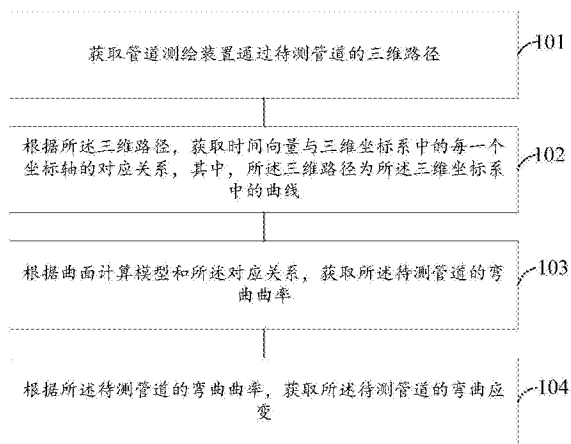 获取管道测绘装置通过待测管道的三维路径
101
根据所述三维路径，获取时间向量与三维坐标系中的每一个
坐标轴的对应关系，其中，所述三维路径为所述三维坐标系
中的曲线
102
根据曲面计算模型和所述对应关系，获取所述待测管道的弯
曲曲率
103
根据所述待测管道的弯曲曲率，获取所述待测管道的弯曲应
变
104